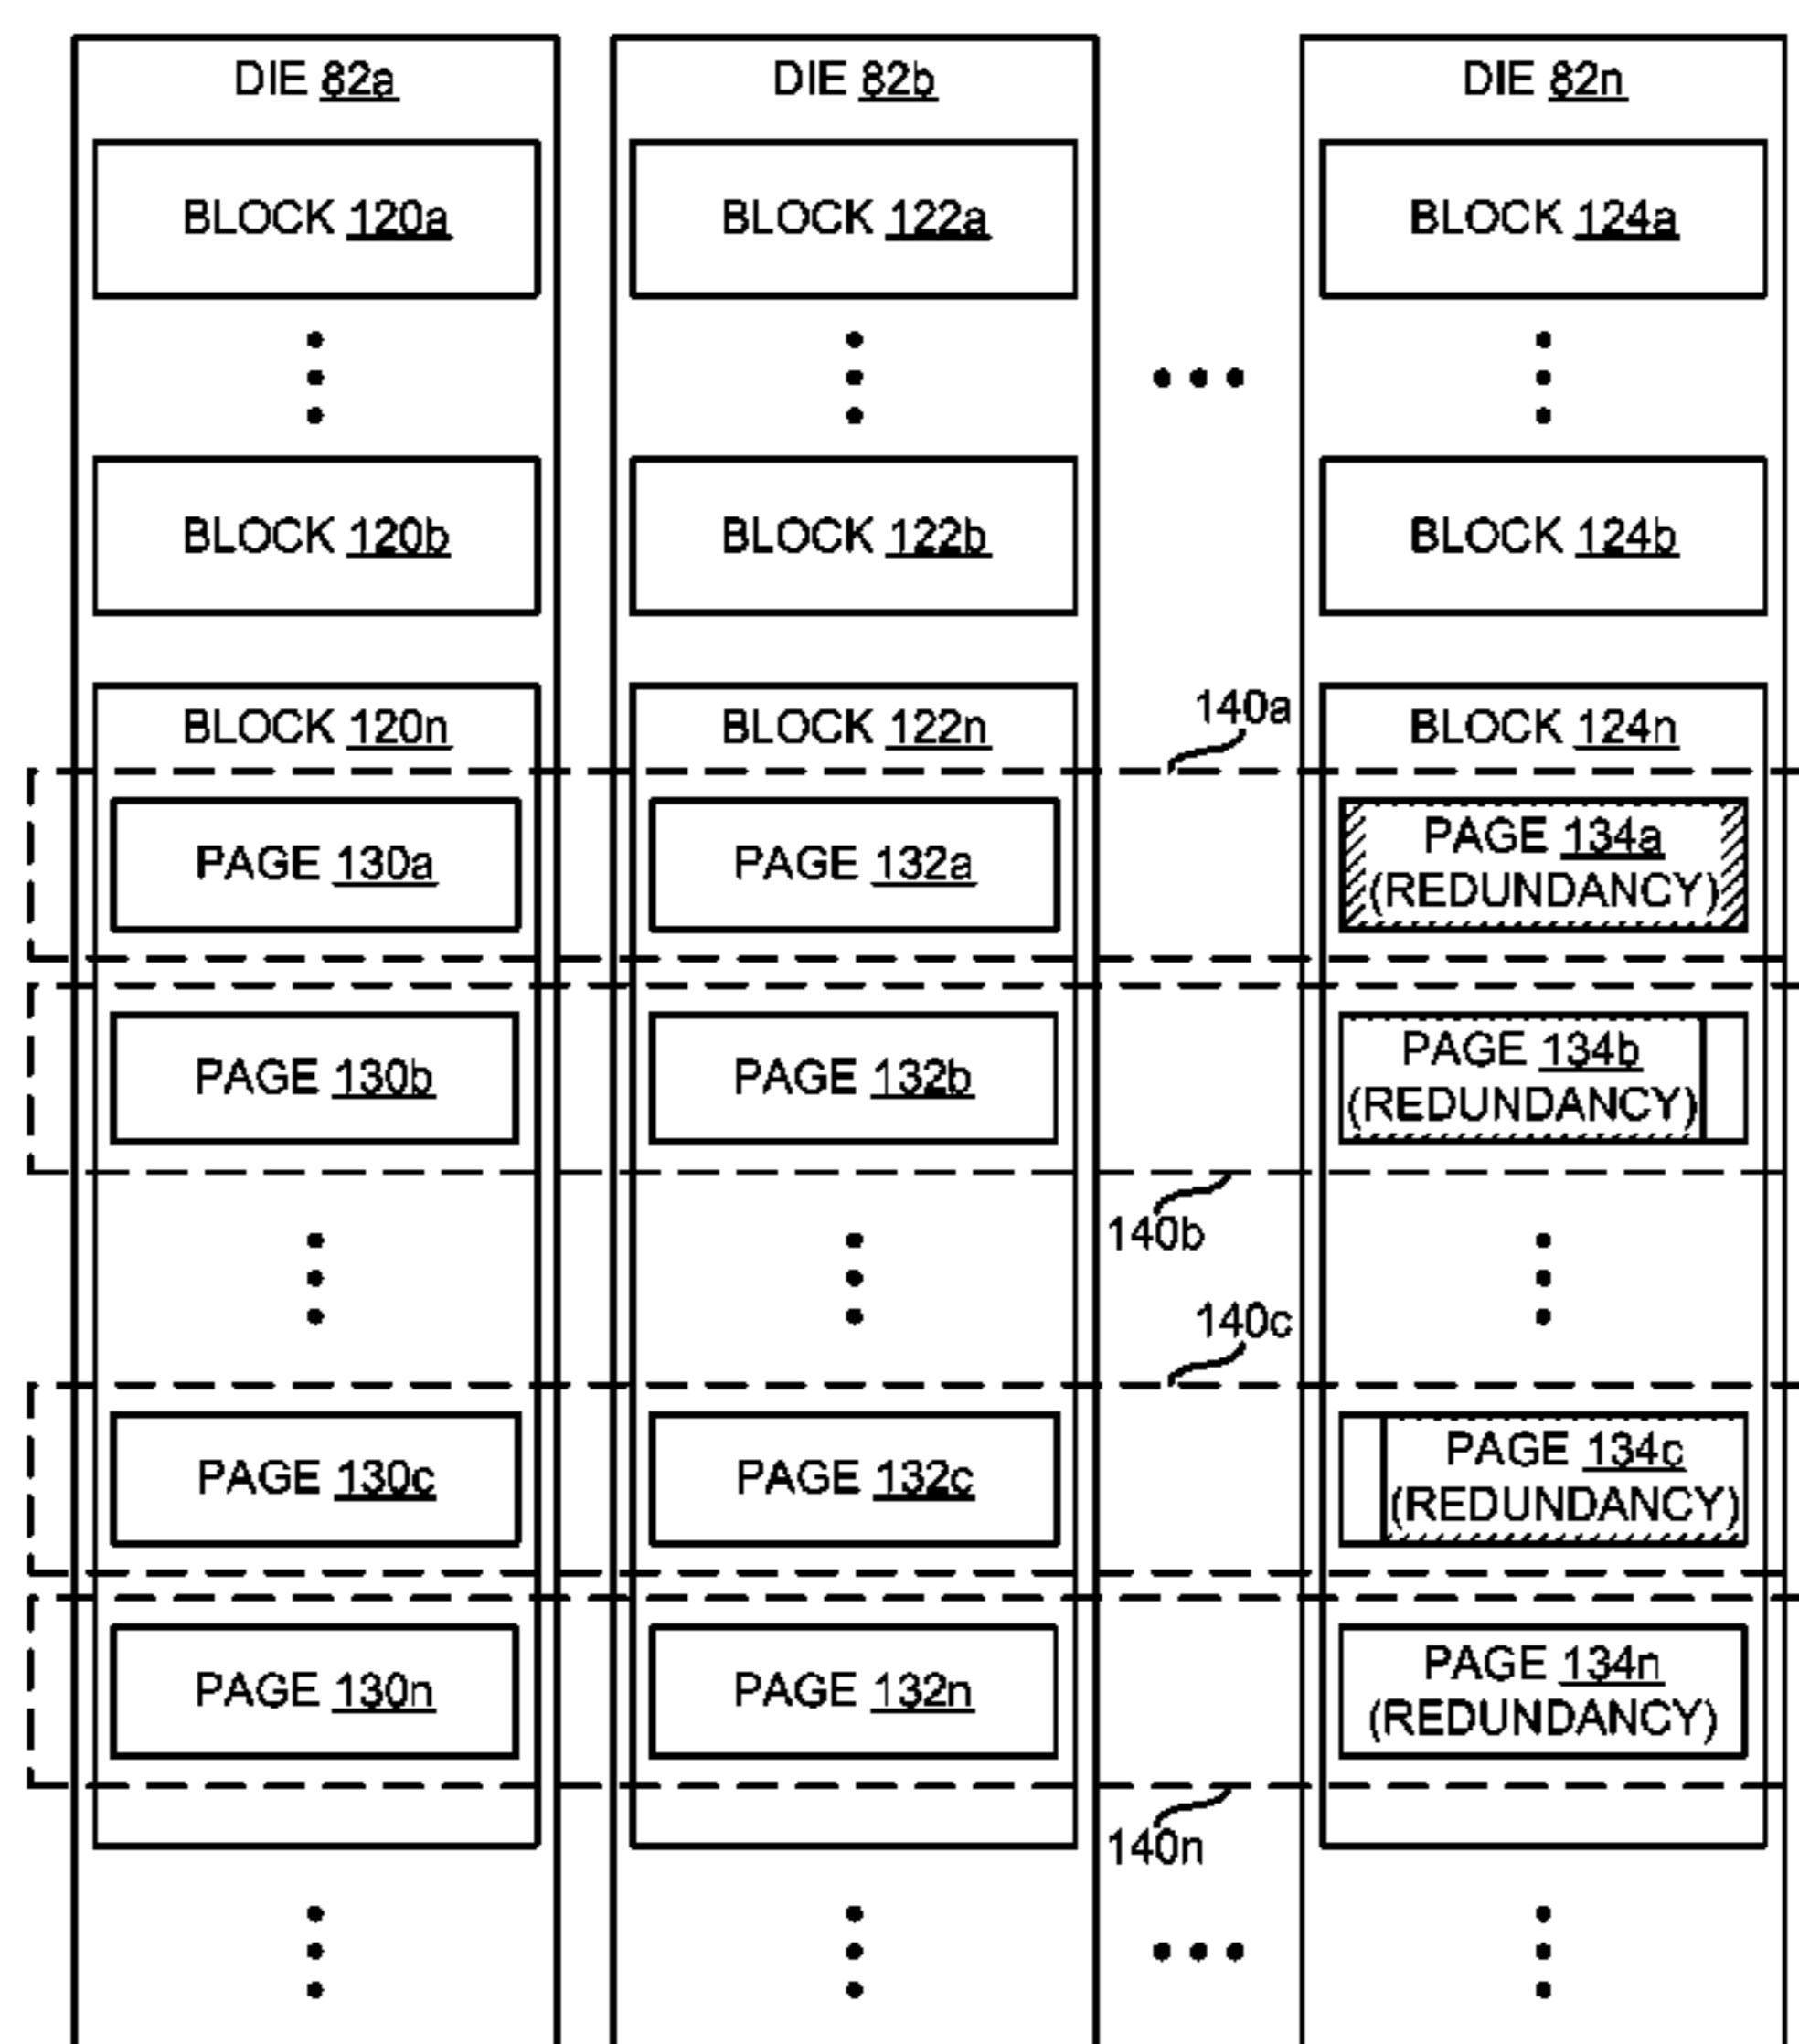 DIE 82a
DIE 82b
DIE 82n
BLOCK 120a
BLOCK 122a
BLOCK 124a
BLOCK 120b
BLOCK 122b
BLOCK 124b
140a
BLOCK 120n
BLOCK 122n
BLOCK 124n
PAGE 130a
PAGE 132a
PAGE 134a
(REDUNDANCY)
PAGE 130b
PAGE 132b
PAGE 134b
(REDUNDANCY)
140b
140c
PAGE 130c
PAGE 132c
PAGE 134c
(REDUNDANCY)
PAGE 130n
PAGE 132n
PAGE 134n
(REDUNDANCY)
140n